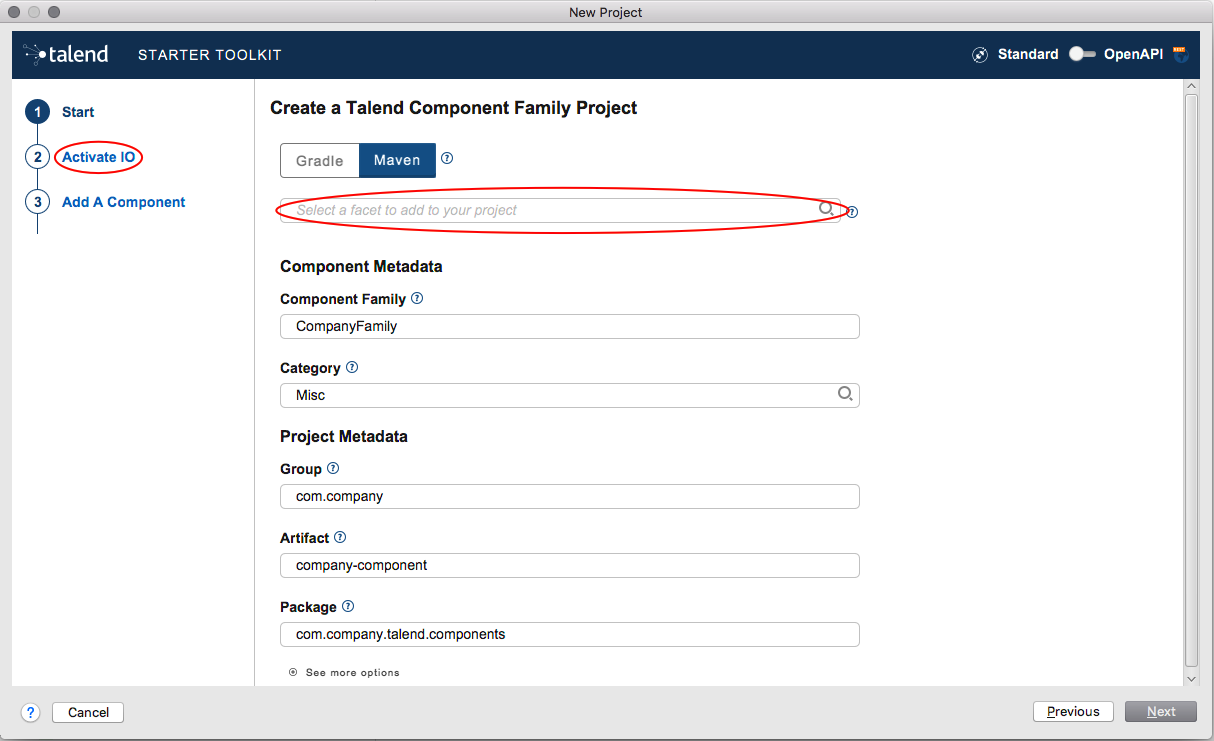 New Project
talend STARTER TOOLKIT Standard OpenAPI
1 Start
2 Activate IO
3 Add A Component
Create a Talend Component Family Project
Gradle Maven ?
Select a facet to add to your project ?
Component Metadata
Component Family ?
CompanyFamily
Category ?
Misc
Project Metadata
Group ?
com.company
Artifact ?
company-component
Package ?
com.company.talend.components
See more options
? Cancel Previous Next